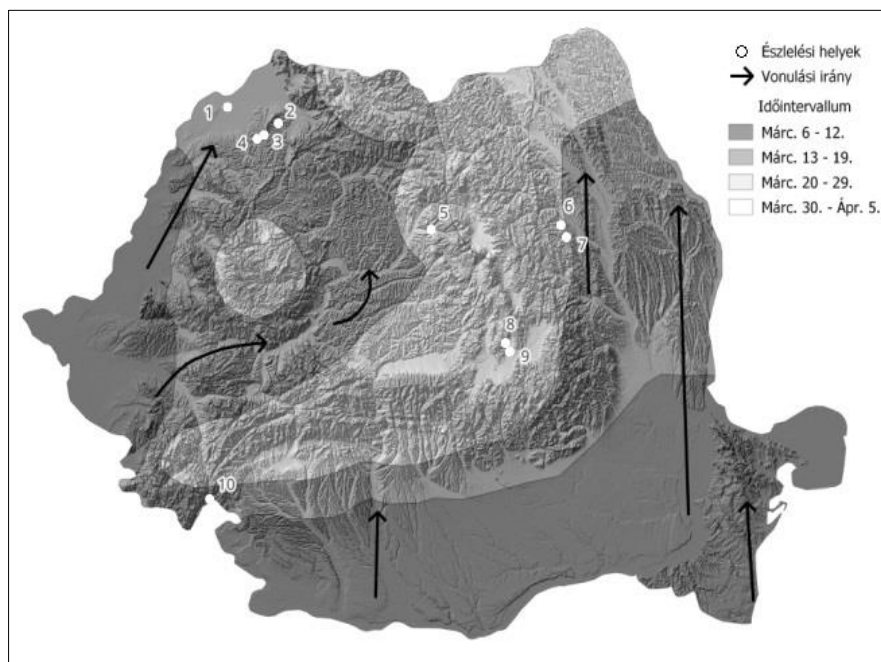 Észlelési helyek
Vonulási irány
Időintervallum
Márc. 6 - 12.
Márc. 13 - 19.
Márc. 20 - 29.
Márc. 30. - Ápr. 5.
1
2
3
4
5
6
7
8
9
10